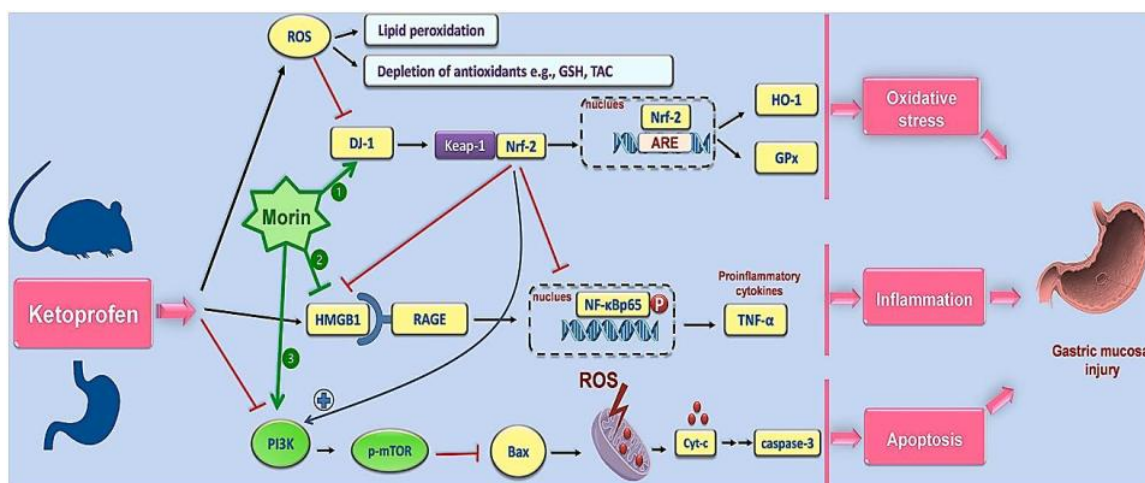 ROS
Lipid peroxidation
Depletion of antioxidants e.g., GSH, TAC
DJ-1
Keap-1
Nrf-2
nuclues
Nrf-2
ARE
HO-1
GPx
Oxidative
stress
1
Morin
2
3
Ketoprofen
HMGB1
RAGE
nuclues
NF-κBp65
P
Proinflammatory
cytokines
TNF-α
Inflammation
Gastric mucosa
injury
ROS
PI3K
p-mTOR
Bax
Cyt-c
caspase-3
Apoptosis